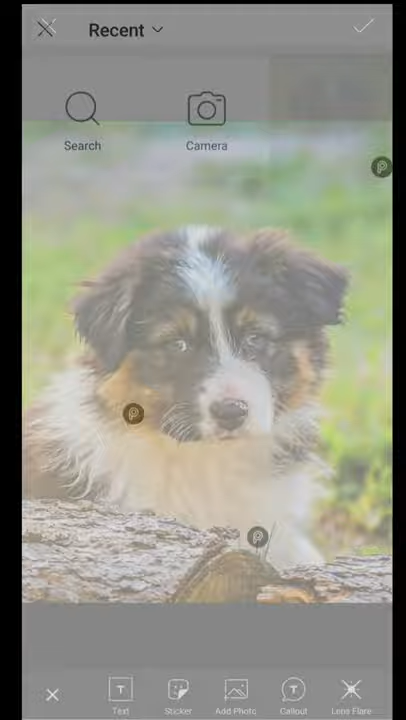 Recent
Search
Camera
Text
Sticker
Add Photo
Callout
Lens Flare